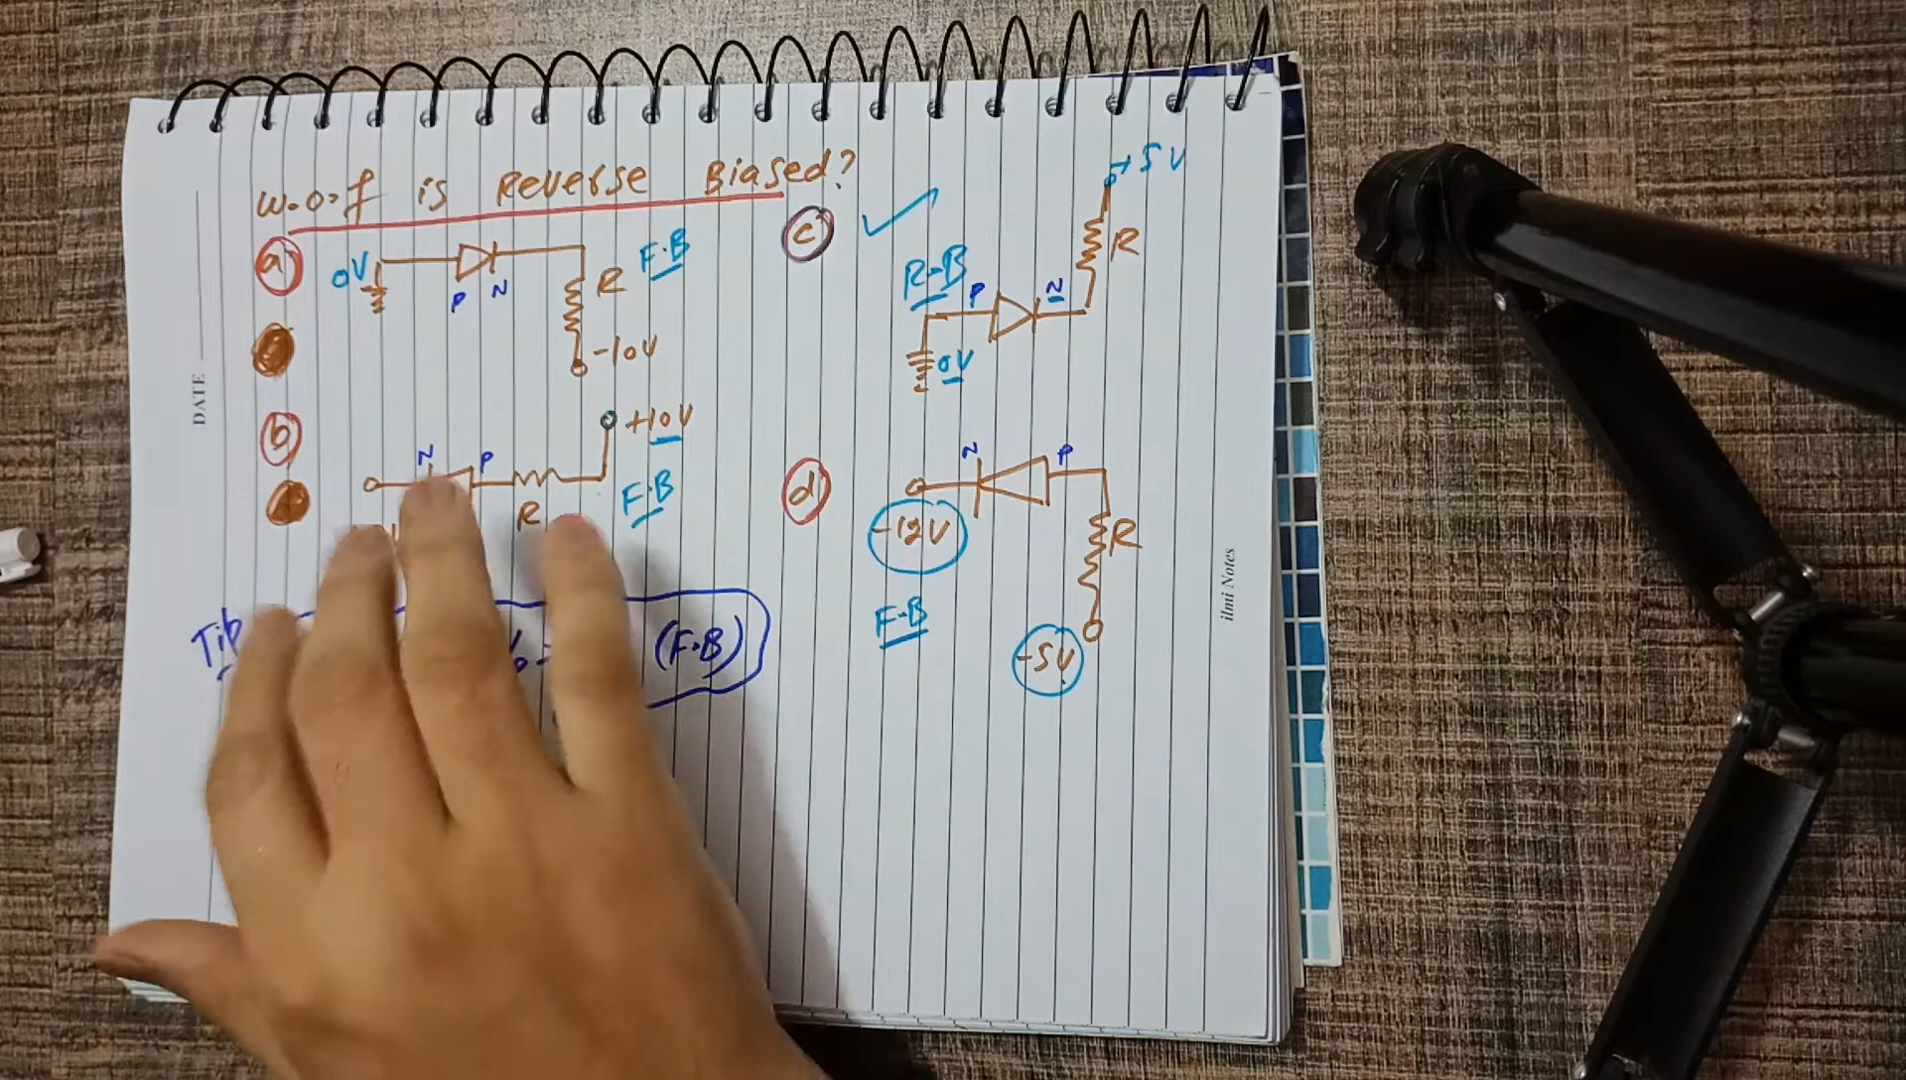 W.O.f is Reverse Biased?
a
0V
P N
F.B
R
-10V
b
+10V
N P
R
F.B
Tip
(F.B)
c
+5V
R
R-B
P N
0V
d
N P
-12V
R
F.B
-5V
DATE
ilmi Notes